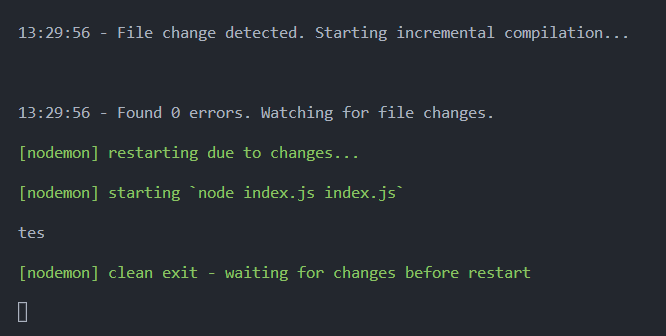 13:29:56 - File change detected. Starting incremental compilation...
13:29:56 - Found 0 errors. Watching for file changes.
[nodemon] restarting due to changes...
[nodemon] starting `node index.js index.js`
tes
[nodemon] clean exit - waiting for changes before restart